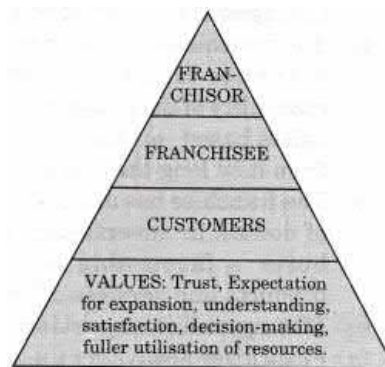 FRAN-
CHISOR
FRANCHISEE
CUSTOMERS
VALUES: Trust, Expectation
for expansion, understanding,
satisfaction, decision-making,
fuller utilisation of resources.